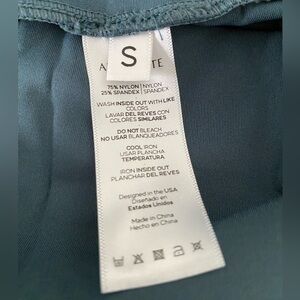 S
75% NYLON | NYLON
25% SPANDEX | SPANDEX
WASH INSIDE OUT WITH LIKE
COLORS
LAVAR DEL REVES CON
COLORES SIMILARES
DO NOT BLEACH
NO USAR BLANQUEADORES
COOL IRON
USAR PLANCHA
TEMPERATURA
IRON INSIDE OUT
PLANCHAR DEL REVES
Designed in the USA
Diseñado en
Estados Unidos
Made in China
Hecho en China